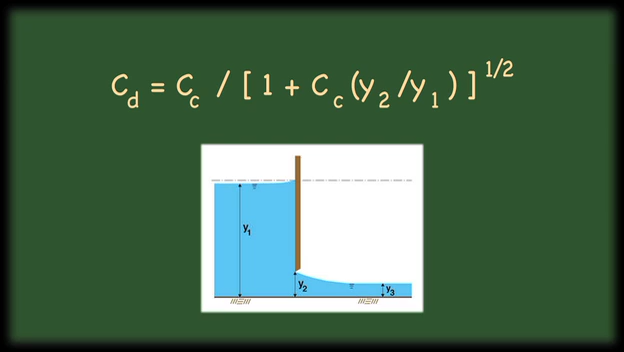 C_d = C_c / [ 1 + C_c (y_2 / y_1 ) ]^1/2
y_1
y_2
y_3